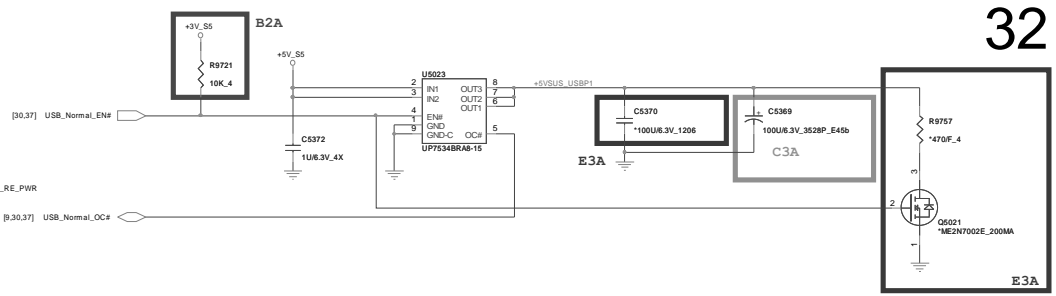 32
B2A
+3V_S5
R9721
10K_4
+5V_S5
U5023
2 IN1 OUT3 8
3 IN2 OUT2 7
OUT1 6
4 EN#
1 GND
9 GND-C OC# 5
UP7534BRA8-15
+5VSUS_USBP1
[30,37] USB_Normal_EN#
C5372
1U/6.3V_4X
C5370
*100U/6.3V_1206
E3A
+
C5369
100U/6.3V_3528P_E45b
C3A
R9757
*470/F_4
3
2
1
Q5021
*ME2N7002E_200MA
E3A
_RE_PWR
[9,30,37] USB_Normal_OC#